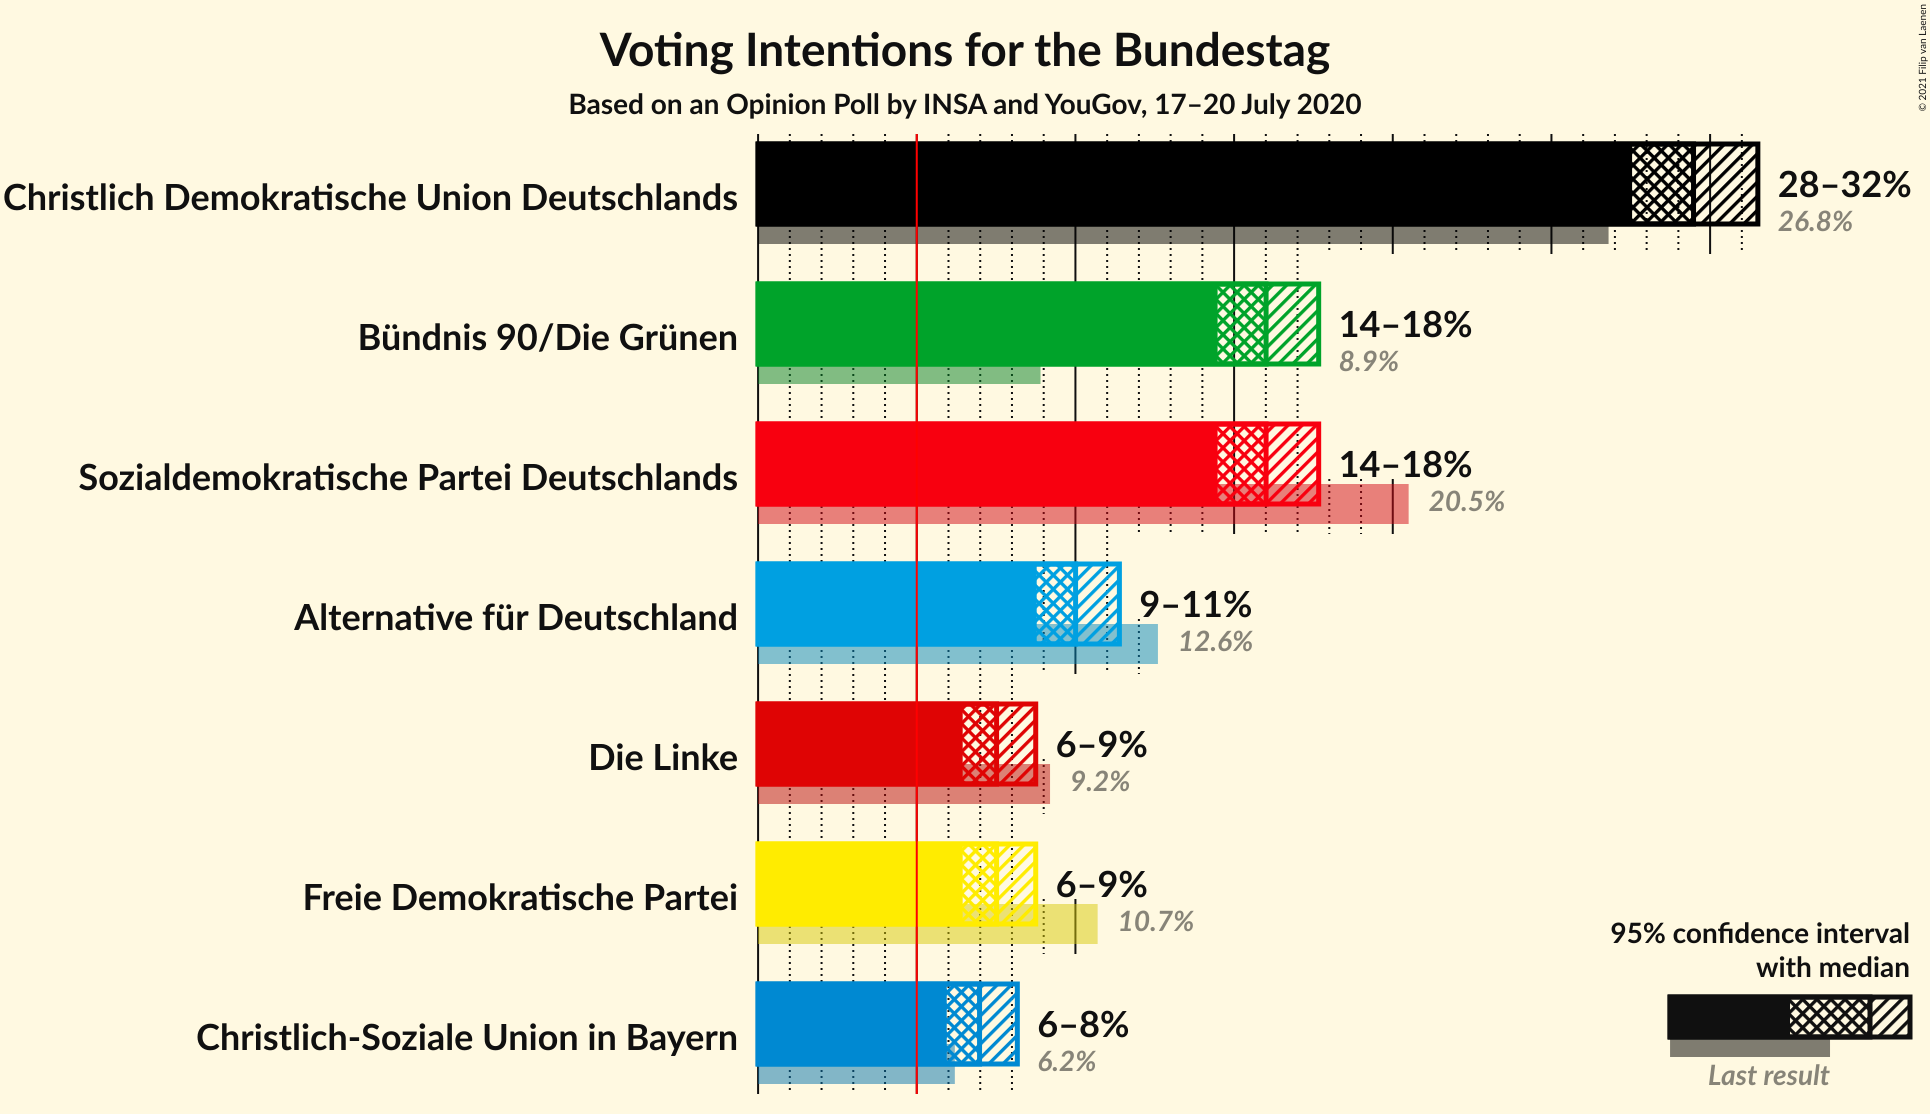 Voting Intentions for the Bundestag
Based on an Opinion Poll by INSA and YouGov, 17–20 July 2020
© 2021 Filip van Laenen
Christlich Demokratische Union Deutschlands
28–32%
26.8%
Bündnis 90/Die Grünen
14–18%
8.9%
Sozialdemokratische Partei Deutschlands
14–18%
20.5%
Alternative für Deutschland
9–11%
12.6%
Die Linke
6–9%
9.2%
Freie Demokratische Partei
6–9%
10.7%
Christlich-Soziale Union in Bayern
6–8%
6.2%
95% confidence interval
with median
Last result